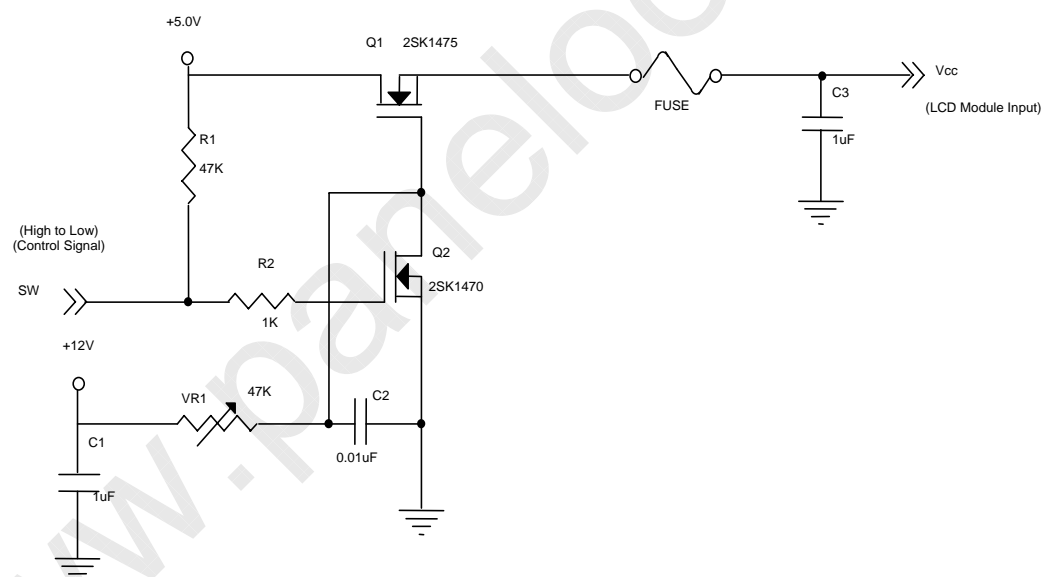 +5.0V
Q1 2SK1475
Vcc
C3
FUSE
(LCD Module Input)
R1
1uF
47K
(High to Low)
(Control Signal)
Q2
R2
SW
2SK1470
1K
+12V
VR1
47K
C2
C1
0.01uF
1uF
w.paneloo